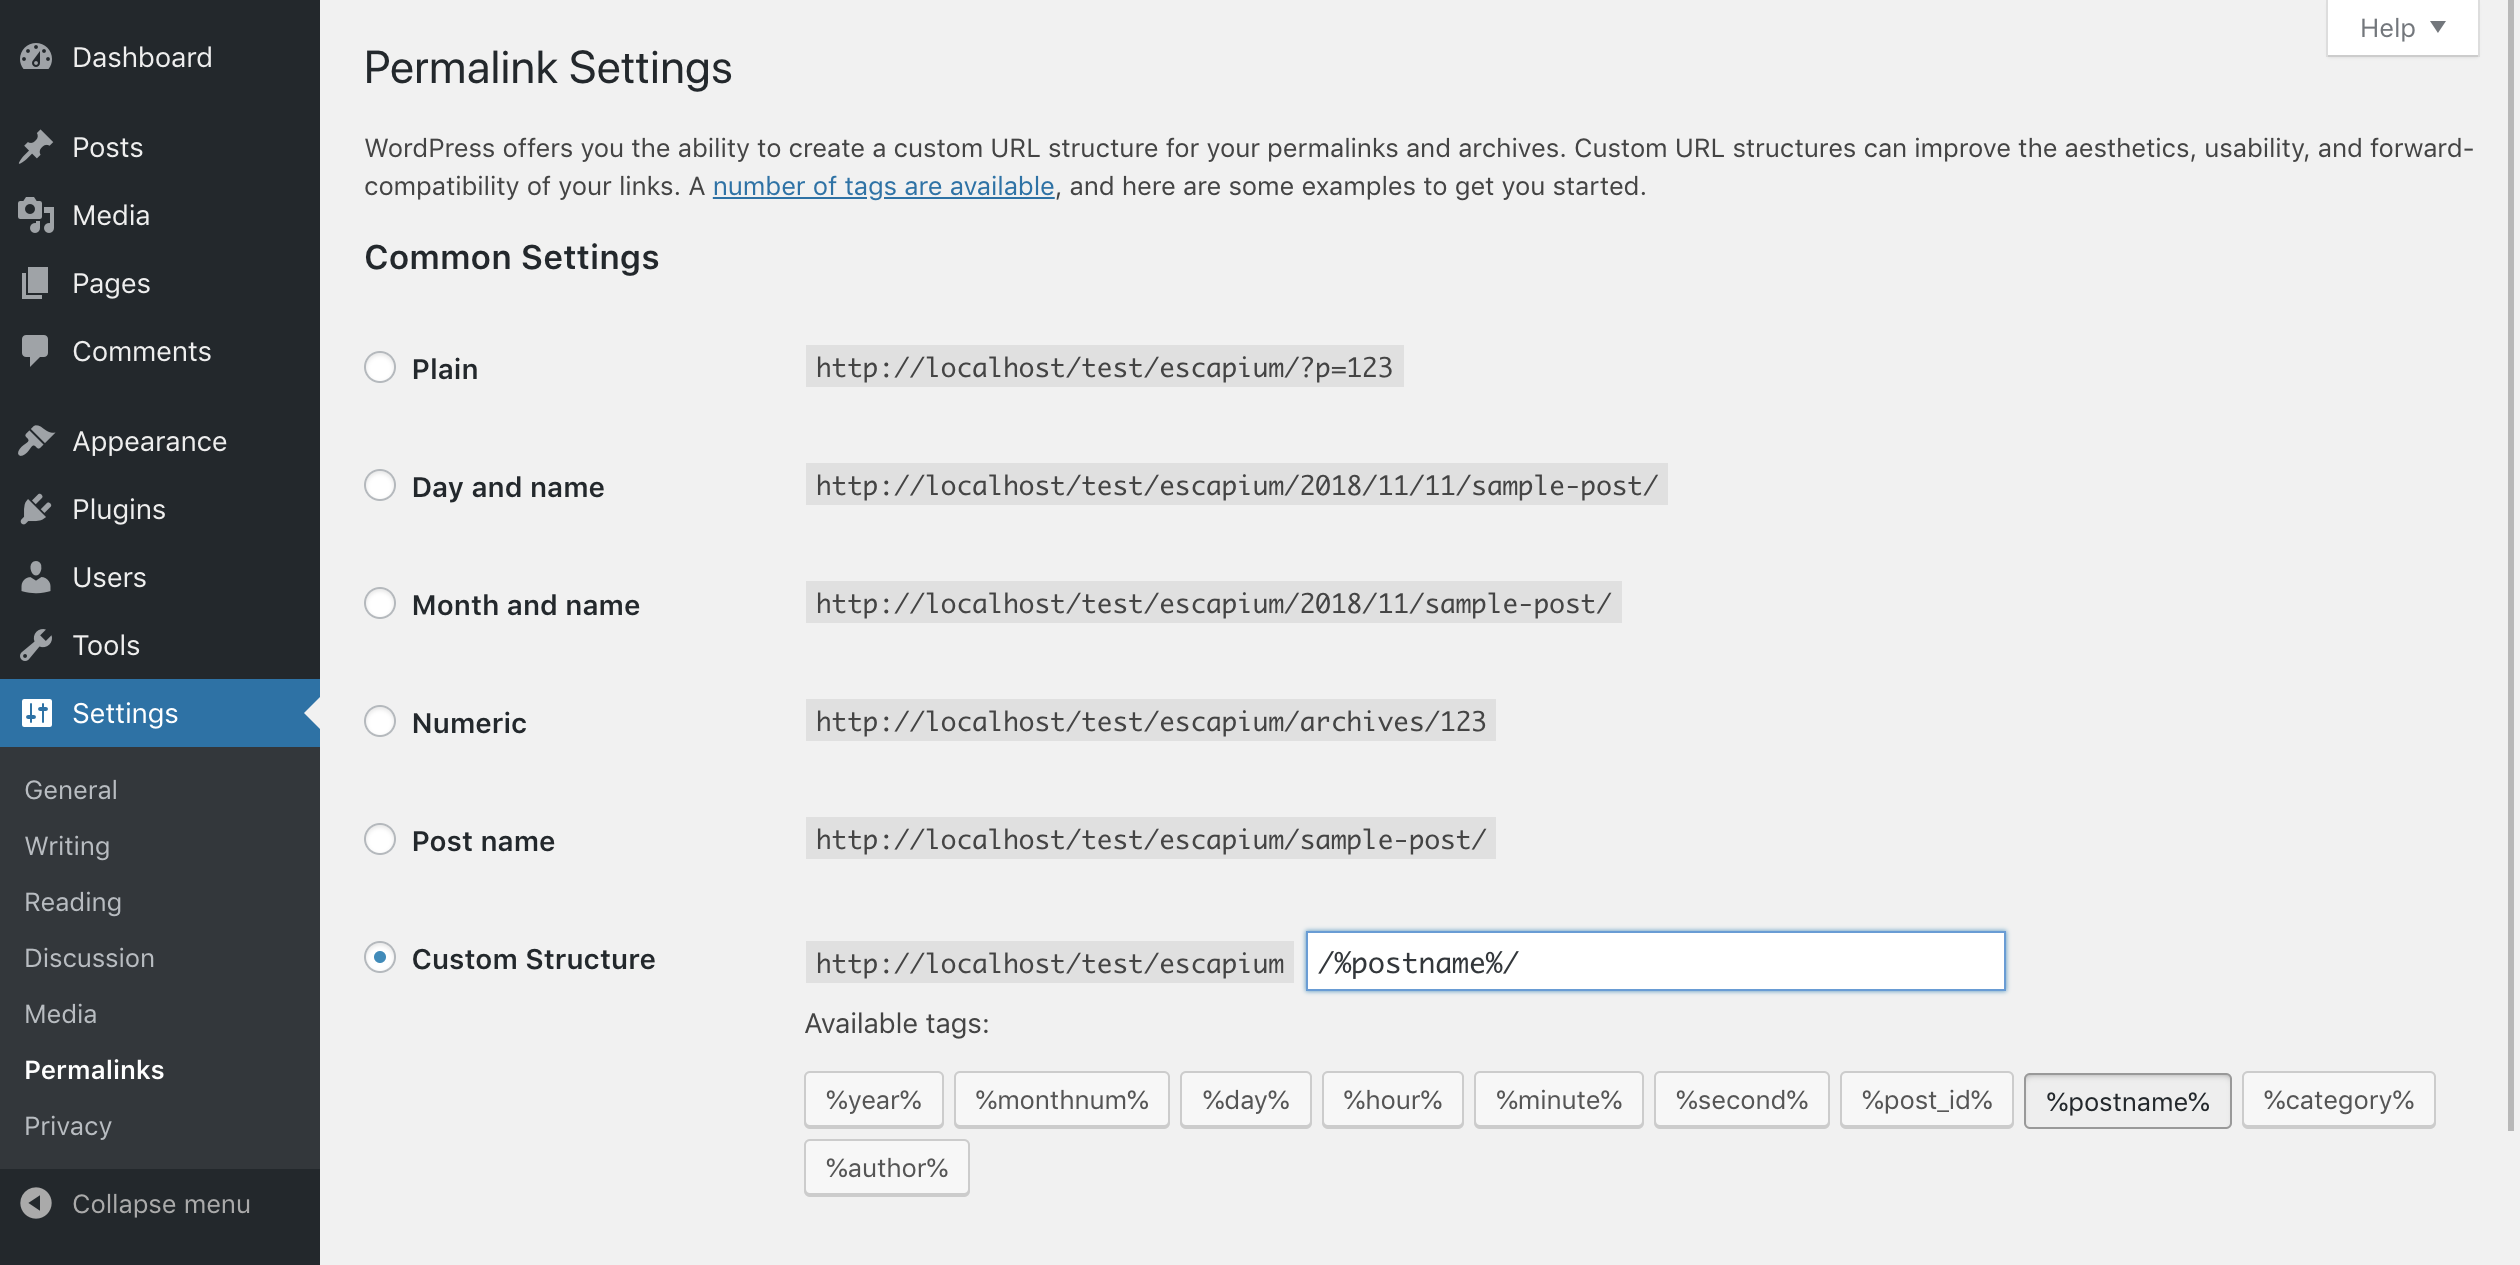 Dashboard
Posts
Media
Pages
Comments
Appearance
Plugins
Users
Tools
Settings
General
Writing
Reading
Discussion
Media
Permalinks
Privacy
Collapse menu
Help ▼
Permalink Settings
WordPress offers you the ability to create a custom URL structure for your permalinks and archives. Custom URL structures can improve the aesthetics, usability, and forward-
compatibility of your links. A number of tags are available, and here are some examples to get you started.
Common Settings
Plain http://localhost/test/escapium/?p=123
Day and name http://localhost/test/escapium/2018/11/11/sample-post/
Month and name http://localhost/test/escapium/2018/11/sample-post/
Numeric http://localhost/test/escapium/archives/123
Post name http://localhost/test/escapium/sample-post/
Custom Structure http://localhost/test/escapium /%postname%/
Available tags:
%year% %monthnum% %day% %hour% %minute% %second% %post_id% %postname% %category%
%author%